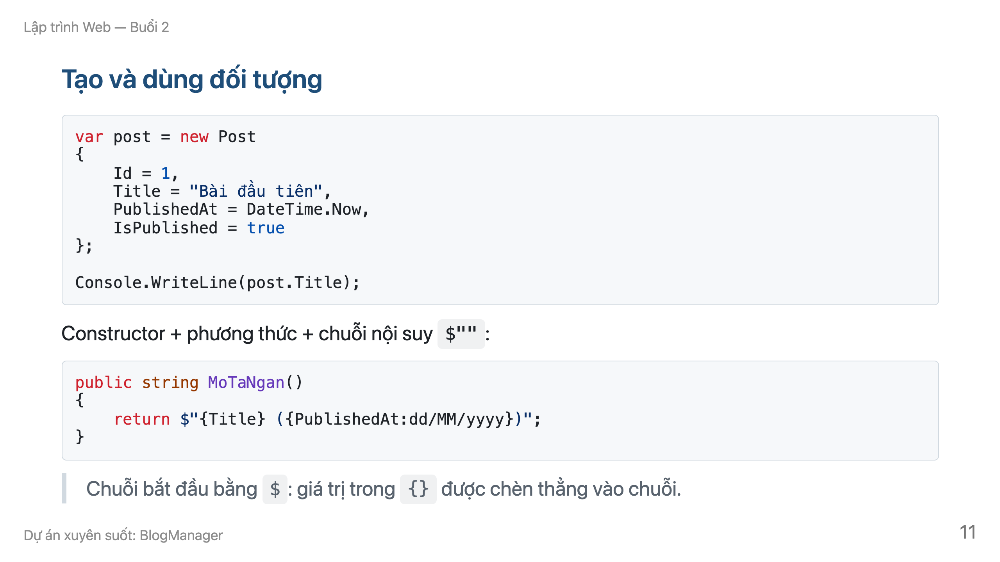 Lập trình Web — Buổi 2
Tạo và dùng đối tượng
var post = new Post
{
    Id = 1,
    Title = "Bài đầu tiên",
    PublishedAt = DateTime.Now,
    IsPublished = true
};
Console.WriteLine(post.Title);
Constructor + phương thức + chuỗi nội suy $"":
public string MoTaNgan()
{
    return $"{Title} ({PublishedAt:dd/MM/yyyy})";
}
Chuỗi bắt đầu bằng $: giá trị trong {} được chèn thẳng vào chuỗi.
Dự án xuyên suốt: BlogManager
11